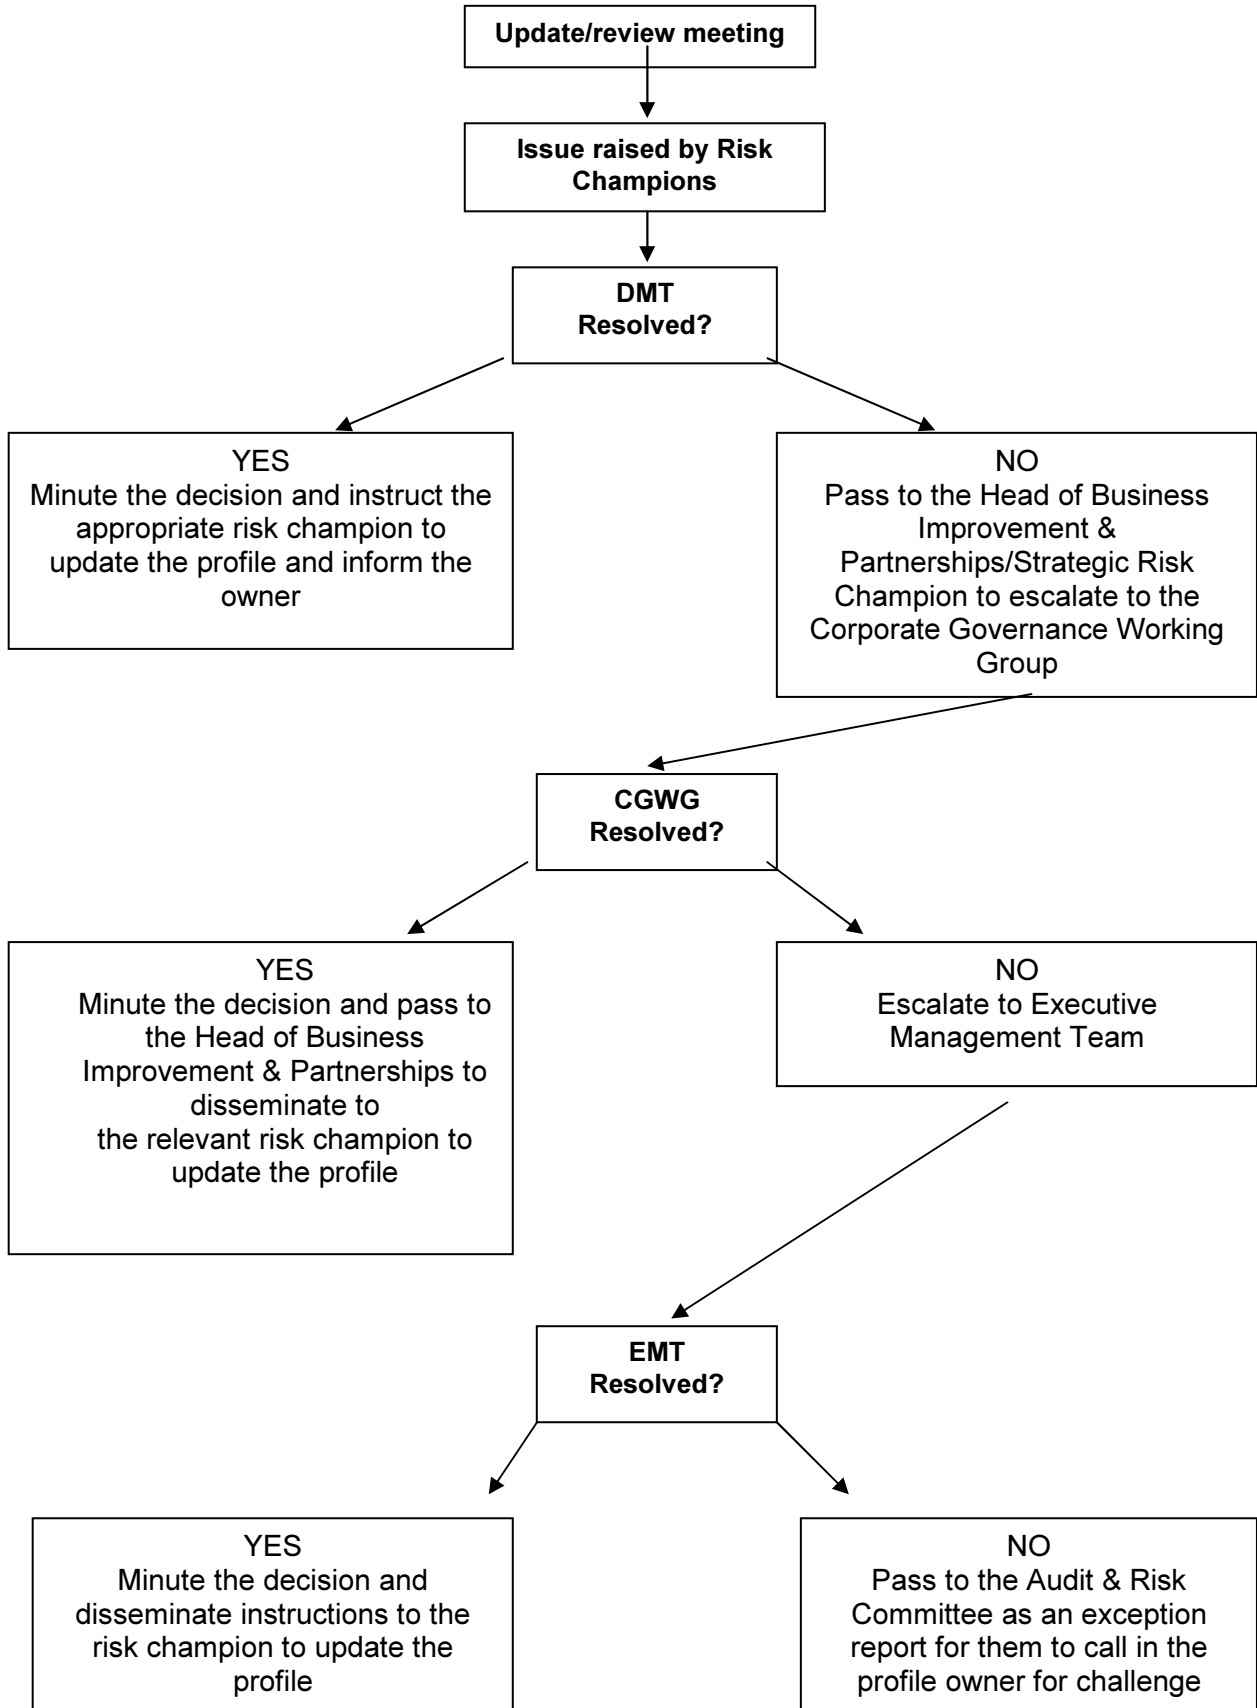 Update/review meeting
Issue raised by Risk
Champions
DMT
Resolved?
YES
Minute the decision and instruct the
appropriate risk champion to
update the profile and inform the
owner
NO
Pass to the Head of Business
Improvement &
Partnerships/Strategic Risk
Champion to escalate to the
Corporate Governance Working
Group
CGWG
Resolved?
YES
Minute the decision and pass to
the Head of Business
Improvement & Partnerships to
disseminate to
the relevant risk champion to
update the profile
NO
Escalate to Executive
Management Team
EMT
Resolved?
YES
Minute the decision and
disseminate instructions to the
risk champion to update the
profile
NO
Pass to the Audit & Risk
Committee as an exception
report for them to call in the
profile owner for challenge